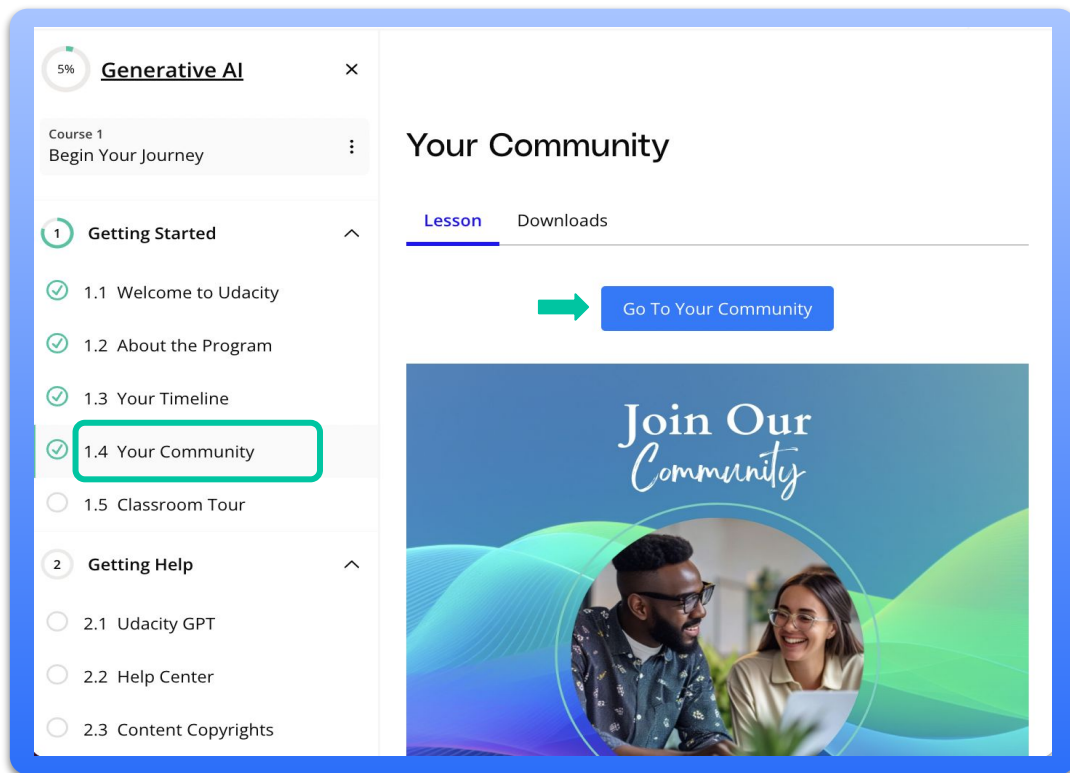 5%
Generative AI
Course 1
Begin Your Journey
1 Getting Started
1.1 Welcome to Udacity
1.2 About the Program
1.3 Your Timeline
1.4 Your Community
1.5 Classroom Tour
2 Getting Help
2.1 Udacity GPT
2.2 Help Center
2.3 Content Copyrights
Your Community
Lesson Downloads
Go To Your Community
Join Our
Community